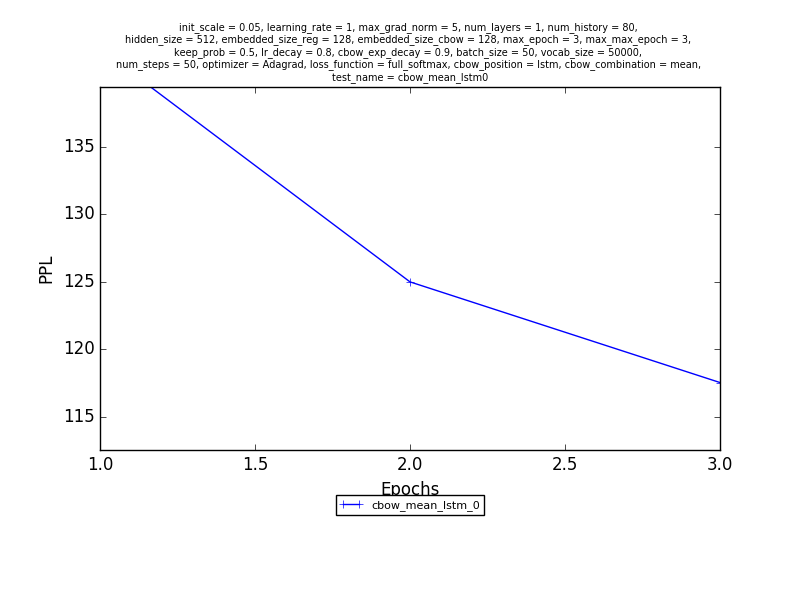 init_scale = 0.05, learning_rate = 1, max_grad_norm = 5, num_layers = 1, num_history = 80,
hidden_size = 512, embedded_size_reg = 128, embedded_size_cbow = 128, max_epoch = 3, max_max_epoch = 3,
keep_prob = 0.5, lr_decay = 0.8, cbow_exp_decay = 0.9, batch_size = 50, vocab_size = 50000,
num_steps = 50, optimizer = Adagrad, loss_function = full_softmax, cbow_position = lstm, cbow_combination = mean,
test_name = cbow_mean_lstm0
135
130
PPL
125
120
115
1.0 1.5 2.0 2.5 3.0
Epochs
cbow_mean_lstm_0